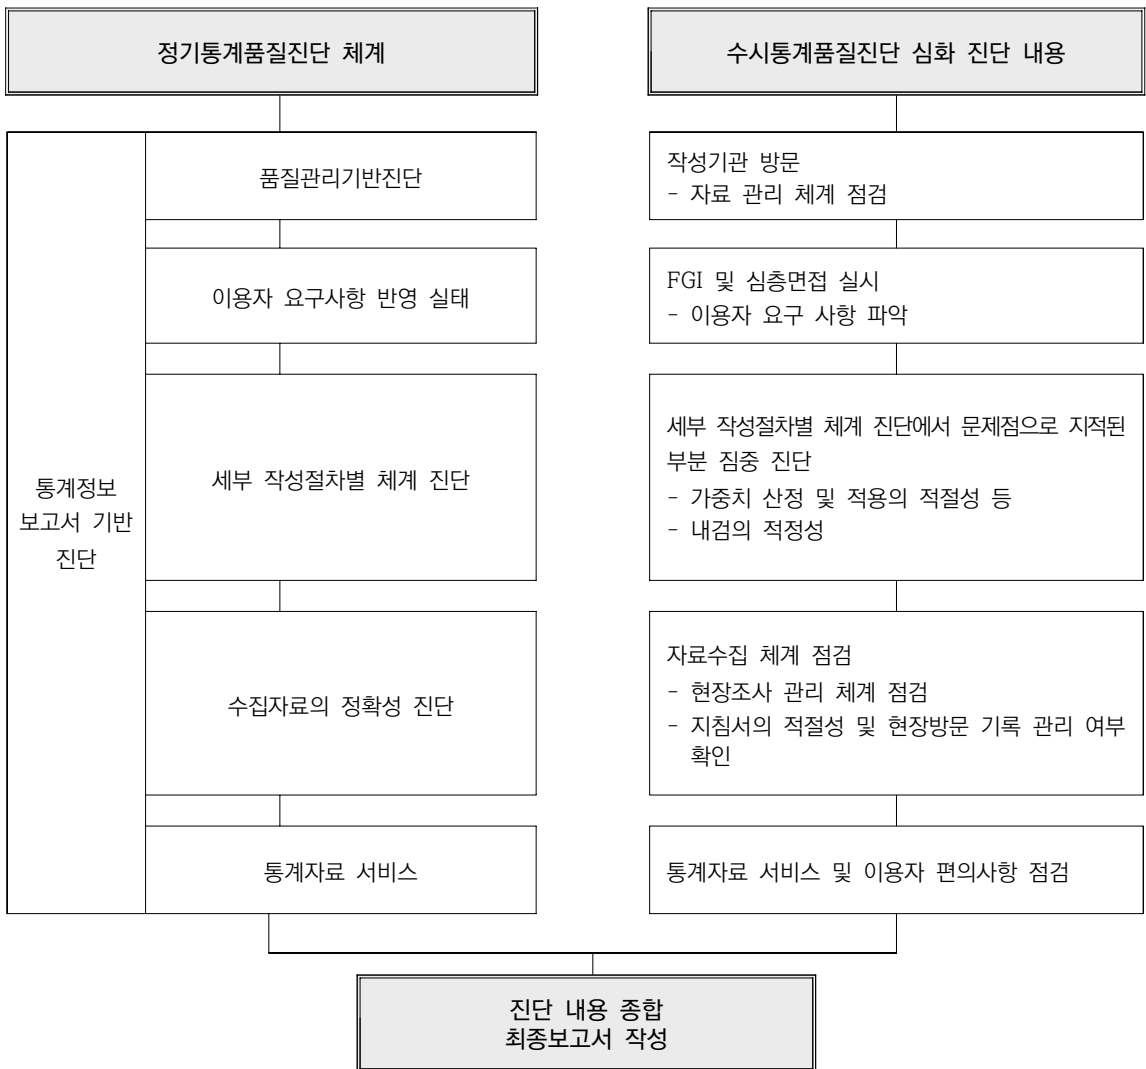 정기통계품질진단 체계
통계정보
보고서 기반
진단
품질관리기반진단
이용자 요구사항 반영 실태
세부 작성절차별 체계 진단
수집자료의 정확성 진단
통계자료 서비스
수시통계품질진단 심화 진단 내용
작성기관 방문
- 자료 관리 체계 점검
FGI 및 심층면접 실시
- 이용자 요구 사항 파악
세부 작성절차별 체계 진단에서 문제점으로 지적된
부분 짐중 진단
- 가중치 산정 및 적용의 적절성 등
- 내검의 적정성
자료수집 체계 점검
- 현장조사 관리 체계 점검
- 지침서의 적절성 및 현장방문 기록 관리 여부
확인
통계자료 서비스 및 이용자 편의사항 점검
진단 내용 종합
최종보고서 작성